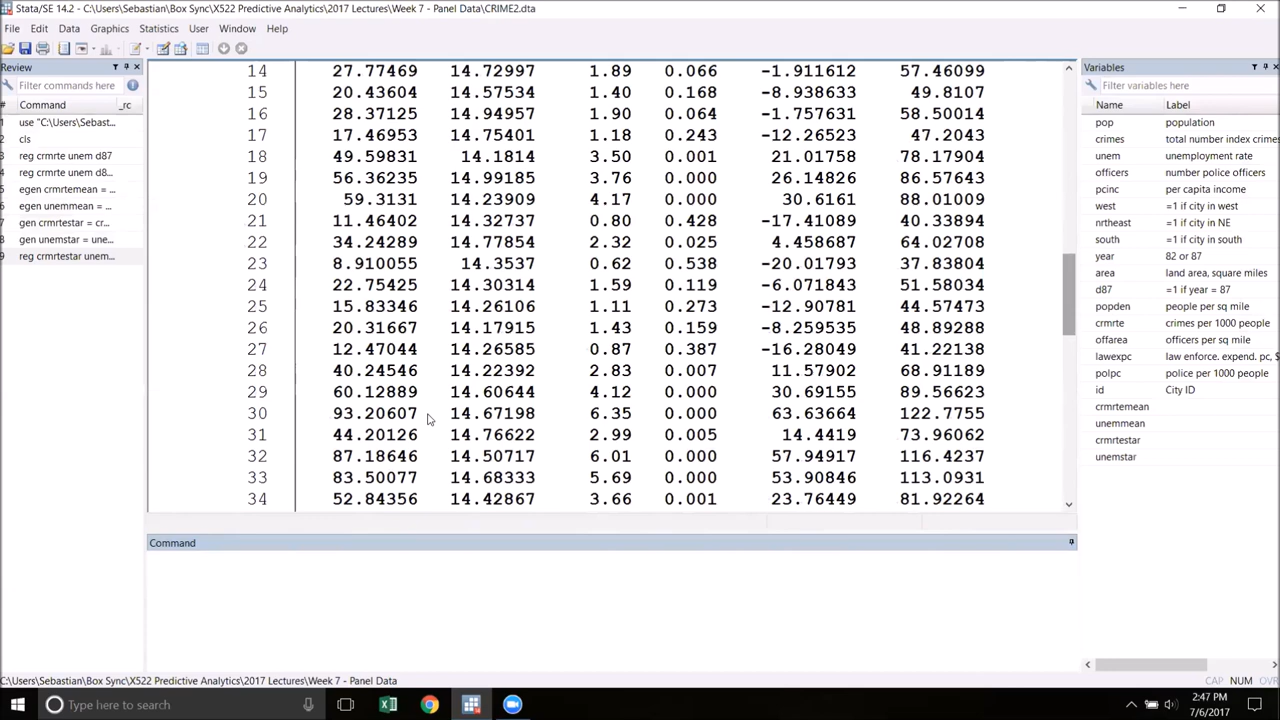 Stata/SE 14.2 - C:\Users\Sebastian\Box Sync\X522 Predictive Analytics\2017 Lectures\Week 7 - Panel Data\CRIME2.dta
File Edit Data Graphics Statistics User Window Help
Review
Filter commands here
# Command _rc
1 use "C:\Users\Sebast...
2 cls
3 reg crmrte unem d87
4 reg crmrte unem d8...
5 egen crmrtemean = ...
6 egen unemmean = ...
7 gen crmrtestar = cr...
8 gen unemstar = une...
9 reg crmrtestar unem...
14 27.77469 14.72997 1.89 0.066 -1.911612 57.46099
15 20.43604 14.57534 1.40 0.168 -8.938633 49.8107
16 28.37125 14.94957 1.90 0.064 -1.757631 58.50014
17 17.46953 14.75401 1.18 0.243 -12.26523 47.2043
18 49.59831 14.1814 3.50 0.001 21.01758 78.17904
19 56.36235 14.99185 3.76 0.000 26.14826 86.57643
20 59.3131 14.23909 4.17 0.000 30.6161 88.01009
21 11.46402 14.32737 0.80 0.428 -17.41089 40.33894
22 34.24289 14.77854 2.32 0.025 4.458687 64.02708
23 8.910055 14.3537 0.62 0.538 -20.01793 37.83804
24 22.75425 14.30314 1.59 0.119 -6.071843 51.58034
25 15.83346 14.26106 1.11 0.273 -12.90781 44.57473
26 20.31667 14.17915 1.43 0.159 -8.259535 48.89288
27 12.47044 14.26585 0.87 0.387 -16.28049 41.22138
28 40.24546 14.22392 2.83 0.007 11.57902 68.91189
29 60.12889 14.60644 4.12 0.000 30.69155 89.56623
30 93.20607 14.67198 6.35 0.000 63.63664 122.7755
31 44.20126 14.76622 2.99 0.005 14.4419 73.96062
32 87.18646 14.50717 6.01 0.000 57.94917 116.4237
33 83.50077 14.68333 5.69 0.000 53.90846 113.0931
34 52.84356 14.42867 3.66 0.001 23.76449 81.92264
Command
Variables
Filter variables here
Name Label
pop population
crimes total number index crimes
unem unemployment rate
officers number police officers
pcinc per capita income
west =1 if city in west
nrtheast =1 if city in NE
south =1 if city in south
year 82 or 87
area land area, square miles
d87 =1 if year = 87
popden people per sq mile
crmrte crimes per 1000 people
offarea officers per sq mile
lawexpc law enforce. expend. pc, $
polpc police per 1000 people
id City ID
crmrtemean
unemmean
crmrtestar
unemstar
C:\Users\Sebastian\Box Sync\X522 Predictive Analytics\2017 Lectures\Week 7 - Panel Data
CAP NUM OVR
Type here to search
2:47 PM
7/6/2017